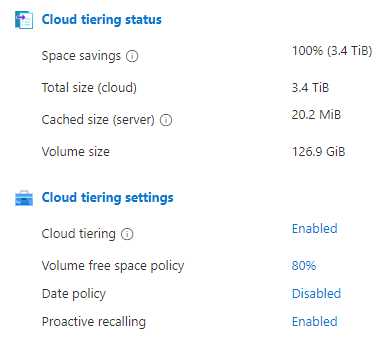 Cloud tiering status
Space savings 100% (3.4 TiB)
Total size (cloud) 3.4 TiB
Cached size (server) 20.2 MiB
Volume size 126.9 GiB
Cloud tiering settings
Cloud tiering Enabled
Volume free space policy 80%
Date policy Disabled
Proactive recalling Enabled